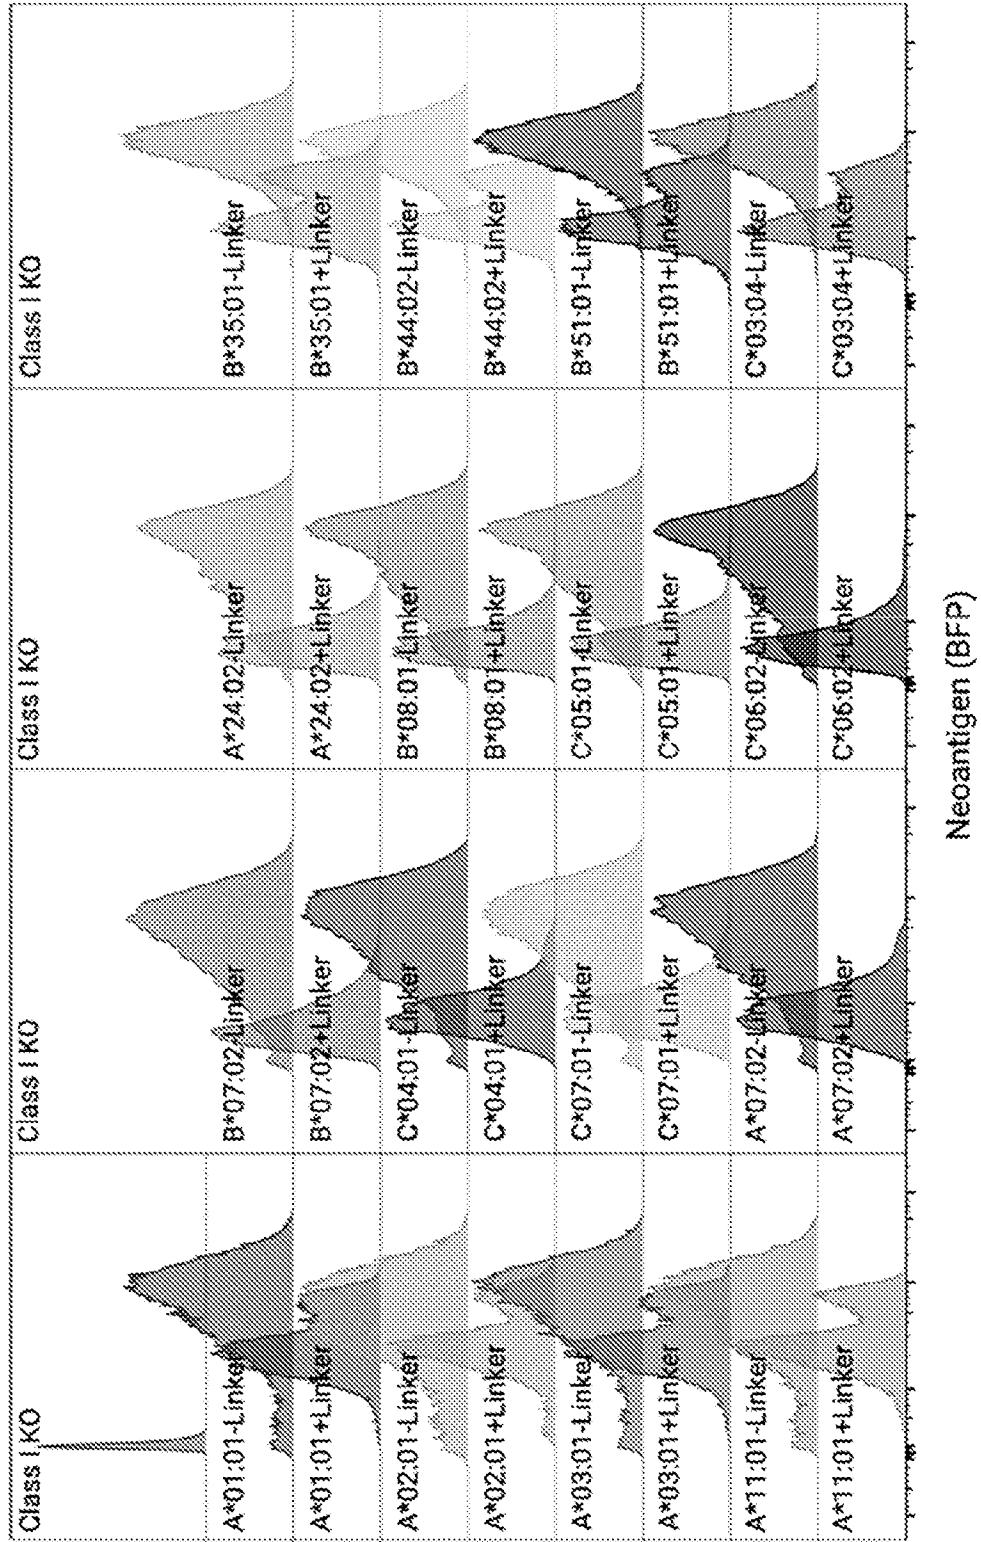 Class I KO
A*01:01-Linker
A*01:01+Linker
A*02:01-Linker
A*02:01+Linker
A*03:01-Linker
A*03:01+Linker
A*11:01-Linker
A*11:01+Linker
Class I KO
B*07:02-Linker
B*07:02+Linker
C*04:01-Linker
C*04:01+Linker
C*07:01-Linker
C*07:01+Linker
A*07:02-Linker
A*07:02+Linker
Class I KO
A*24:02-Linker
A*24:02+Linker
B*08:01-Linker
B*08:01+Linker
C*05:01-Linker
C*05:01+Linker
C*06:02-Linker
C*06:02+Linker
Class I KO
B*35:01-Linker
B*35:01+Linker
B*44:02-Linker
B*44:02+Linker
B*51:01-Linker
B*51:01+Linker
C*03:04-Linker
C*03:04+Linker
Neoantigen (BFP)